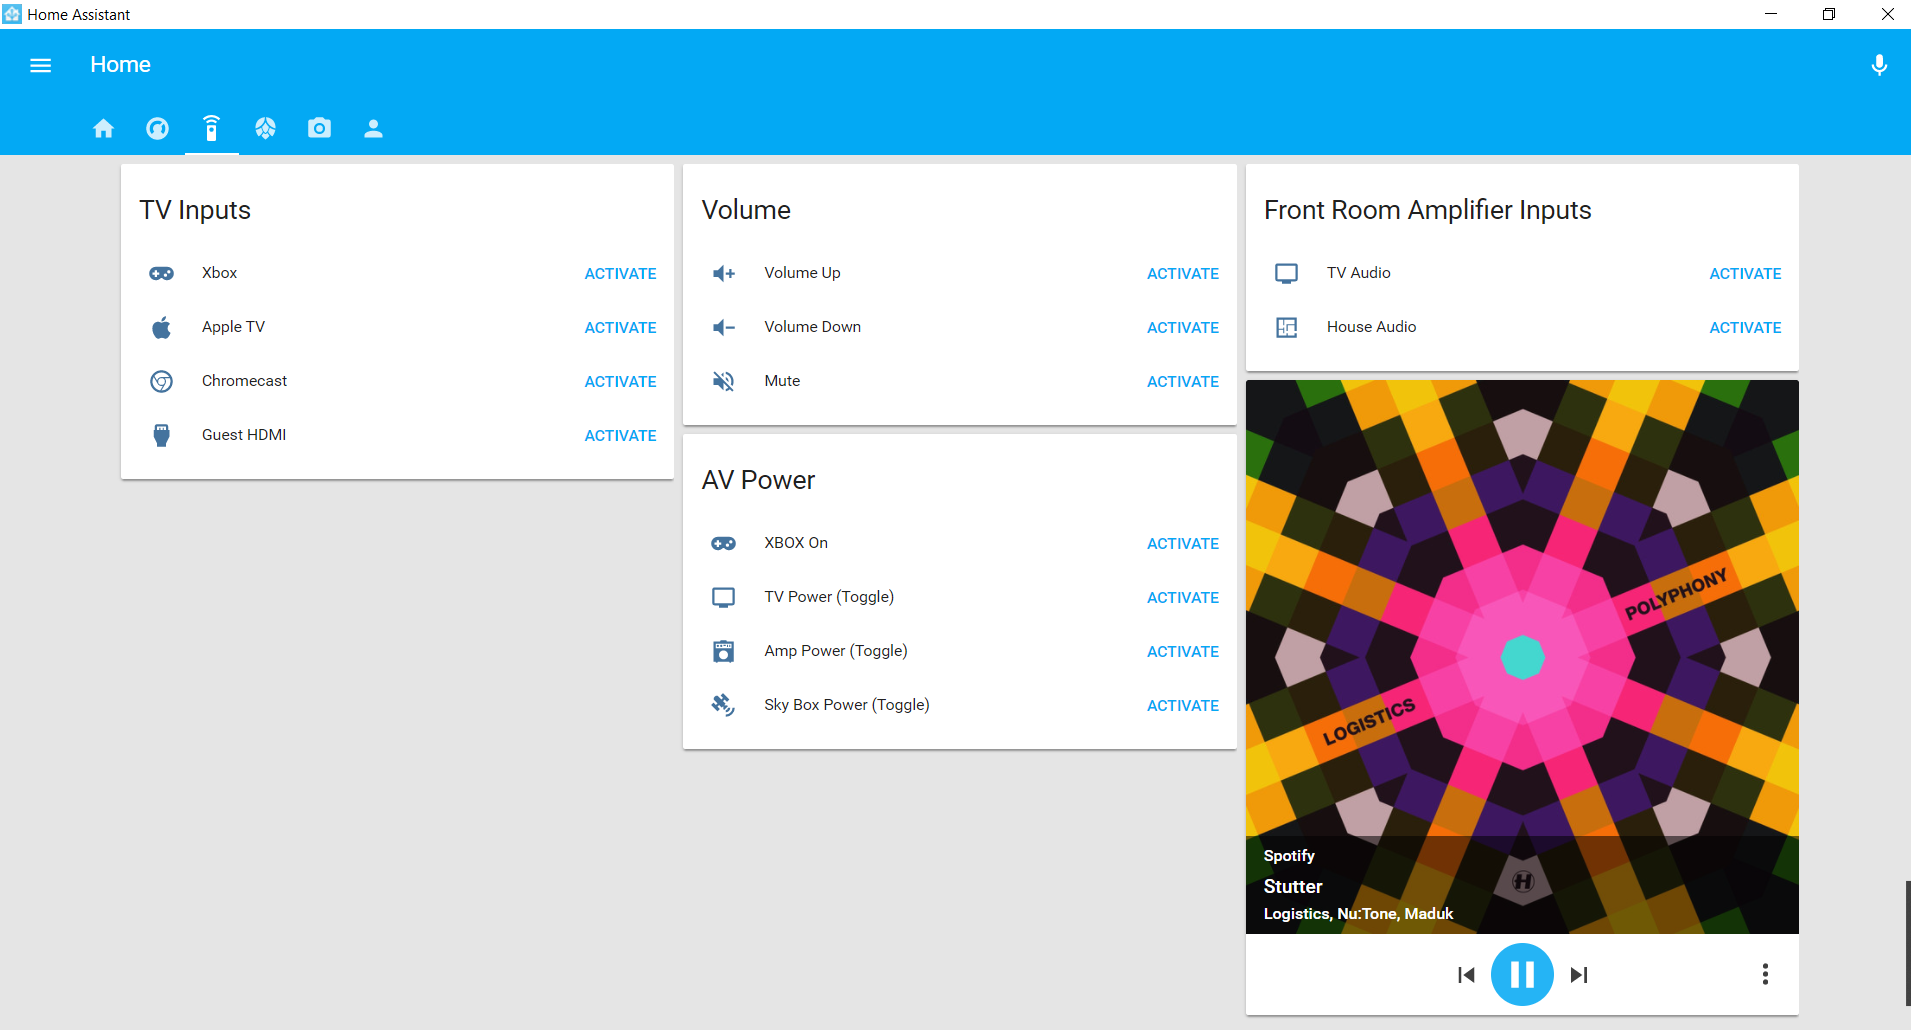 Home Assistant
Home
TV Inputs
Xbox ACTIVATE
Apple TV ACTIVATE
Chromecast ACTIVATE
Guest HDMI ACTIVATE
Volume
Volume Up ACTIVATE
Volume Down ACTIVATE
Mute ACTIVATE
AV Power
XBOX On ACTIVATE
TV Power (Toggle) ACTIVATE
Amp Power (Toggle) ACTIVATE
Sky Box Power (Toggle) ACTIVATE
Front Room Amplifier Inputs
TV Audio ACTIVATE
House Audio ACTIVATE
POLYPHONY
LOGISTICS
H
Spotify
Stutter
Logistics, Nu:Tone, Maduk